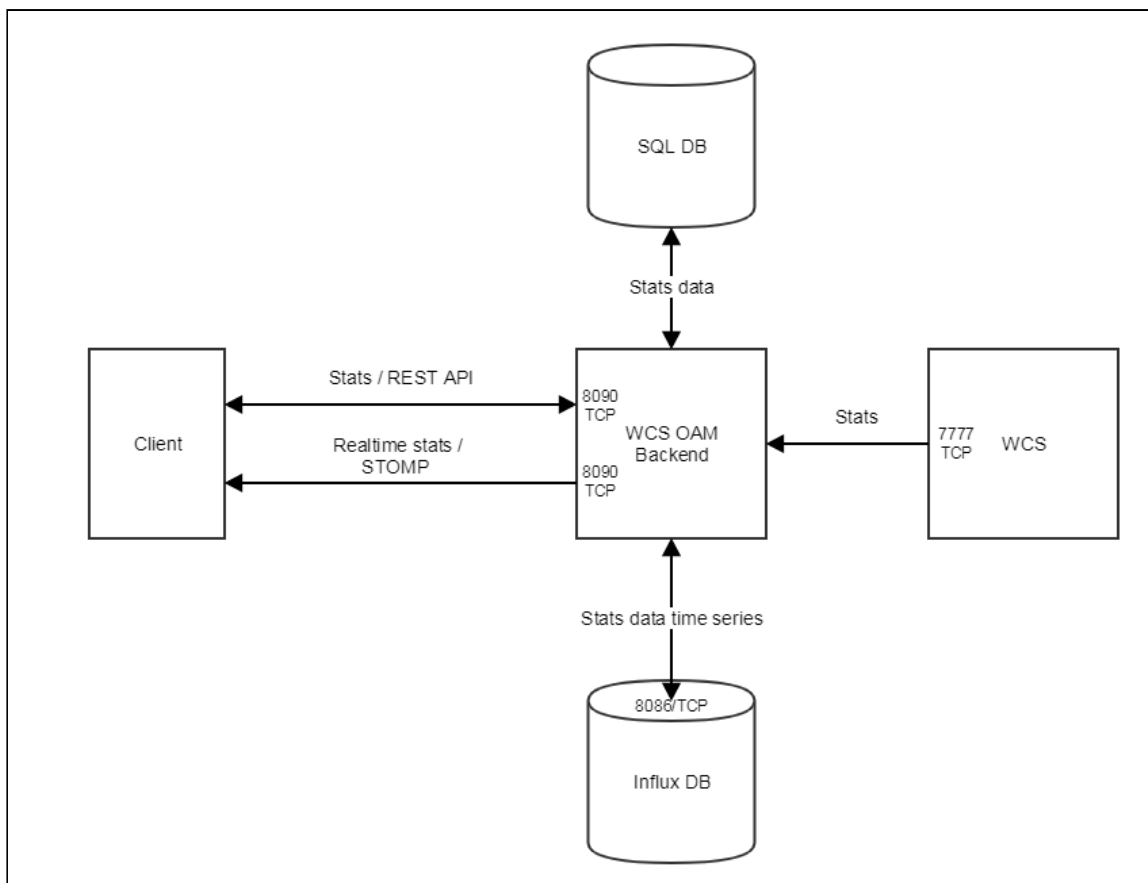 SQL DB
Stats data
Stats / REST API
8090
TCP
Client
Realtime stats /
STOMP
8090
TCP
WCS OAM
Backend
Stats
7777
TCP
WCS
Stats data time series
8086/TCP
Influx DB